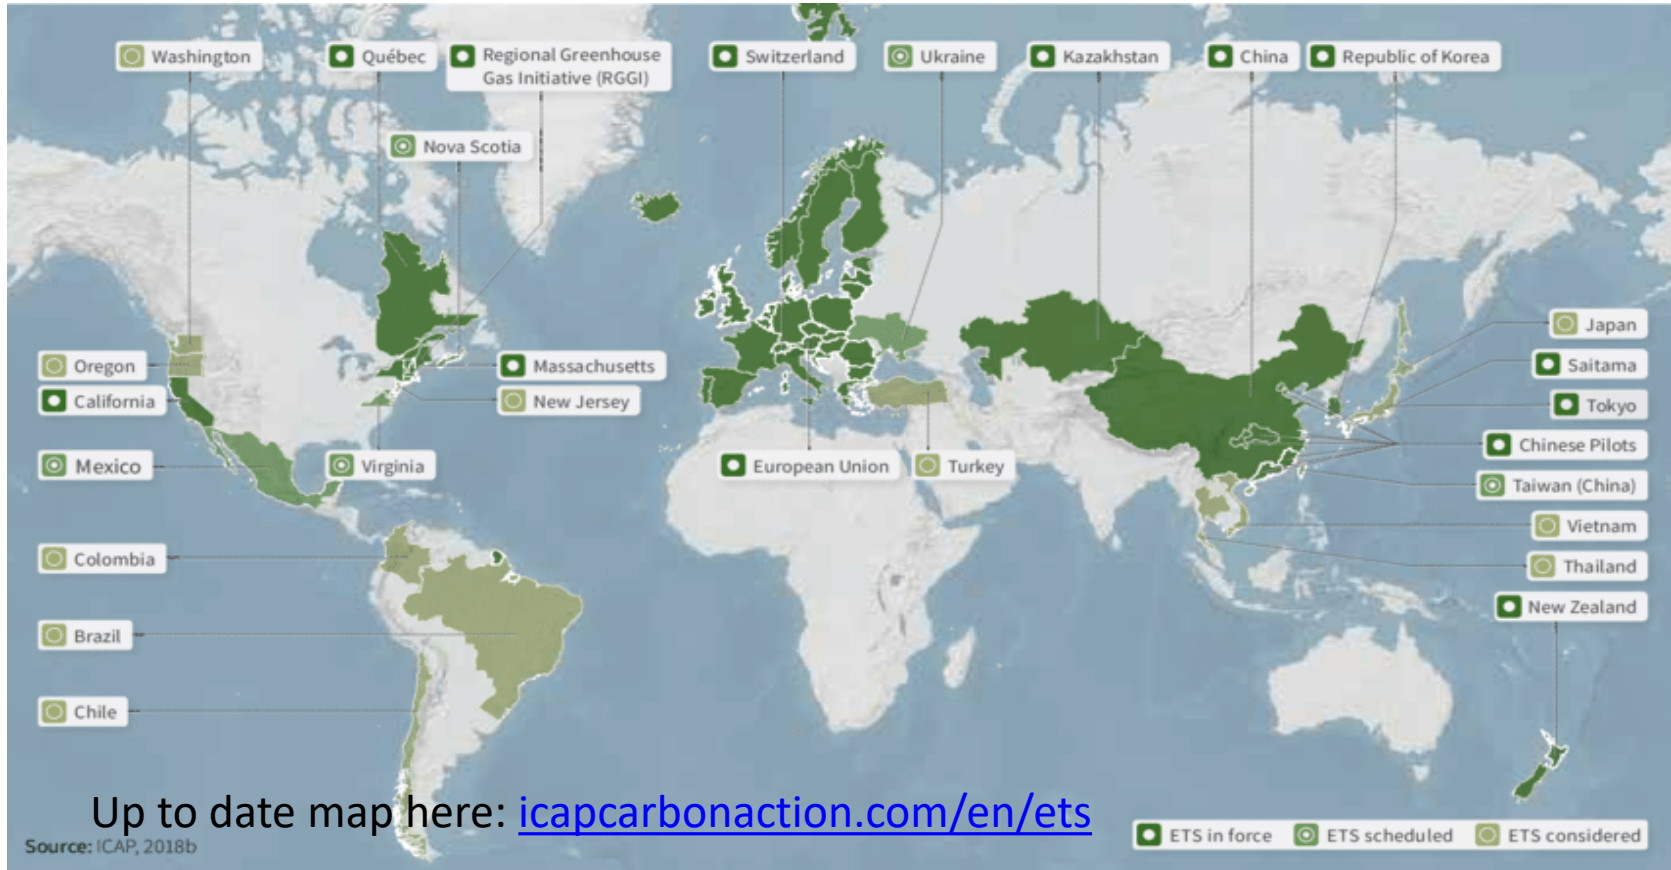 Washington
Québec
Regional Greenhouse
Gas Initiative (RGGI)
Switzerland
Ukraine
Kazakhstan
China
Republic of Korea
Nova Scotia
Japan
Oregon
Massachusetts
Saitama
California
New Jersey
Tokyo
Chinese Pilots
Mexico
Virginia
European Union
Turkey
Taiwan (China)
Vietnam
Colombia
Thailand
New Zealand
Brazil
Chile
Up to date map here: icapcarbonaction.com/en/ets
Source: ICAP, 2018b
ETS in force
ETS scheduled
ETS considered